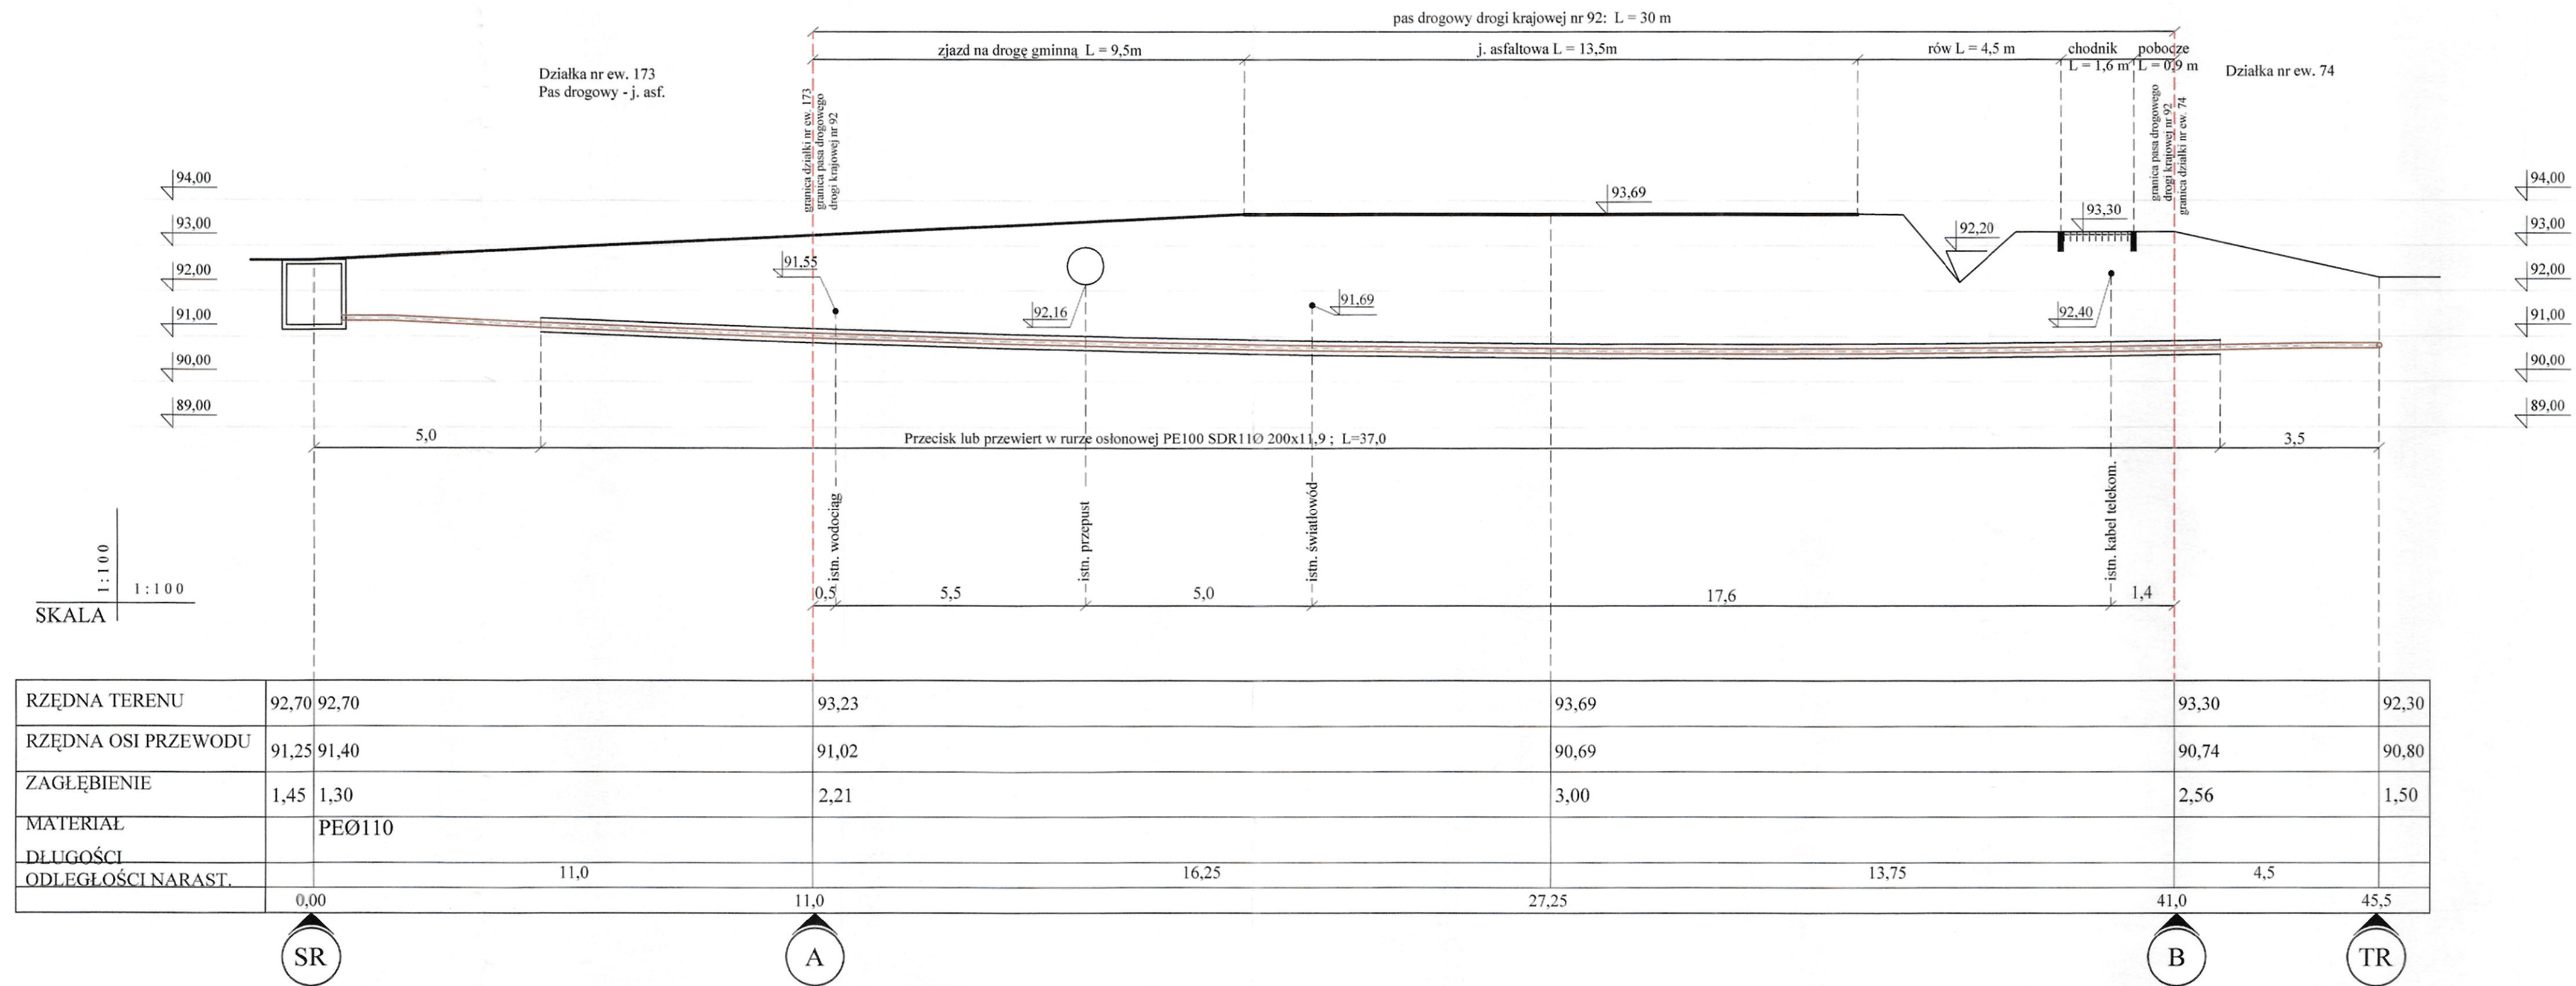 pas drogowy drogi krajowej nr 92: L = 30 m
zjazd na drogę gminną L = 9,5m
j. asfaltowa L = 13,5m
rów L = 4,5 m
chodnik
L = 1,6 m
pobocze
L = 0,9 m
Działka nr ew. 173
Pas drogowy - j. asf.
Działka nr ew. 74
granica działki nr ew. 173
granica pasa drogowego
drogi krajowej nr 92
granica pasa drogowego
drogi krajowej nr 92
granica działki nr ew. 74
94,00
93,00
92,00
91,00
90,00
89,00
93,69
92,20
93,30
91,55
92,16
91,69
92,40
94,00
93,00
92,00
91,00
90,00
89,00
5,0
Przecisk lub przewiert w rurze osłonowej PE100 SDR11Ø 200x11,9 ; L=37,0
3,5
istn. wodociąg
istn. przepust
istn. światłowód
istn. kabel telekom.
0,5
5,5
5,0
17,6
1,4
1:100
1:100
SKALA
RZĘDNA TERENU
92,70 92,70 93,23 93,69 93,30 92,30
RZĘDNA OSI PRZEWODU
91,25 91,40 91,02 90,69 90,74 90,80
ZAGŁĘBIENIE
1,45 1,30 2,21 3,00 2,56 1,50
MATERIAŁ
PEØ110
DŁUGOŚCI
11,0 16,25 13,75 4,5
ODLEGŁOŚCI NARAST.
0,00 11,0 27,25 41,0 45,5
SR A B TR